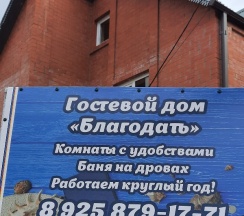 Гостевой дом
«Благодать»
Комнаты с удобствами
Баня на дровах
Работаем круглый год!
8 925 879-17-71